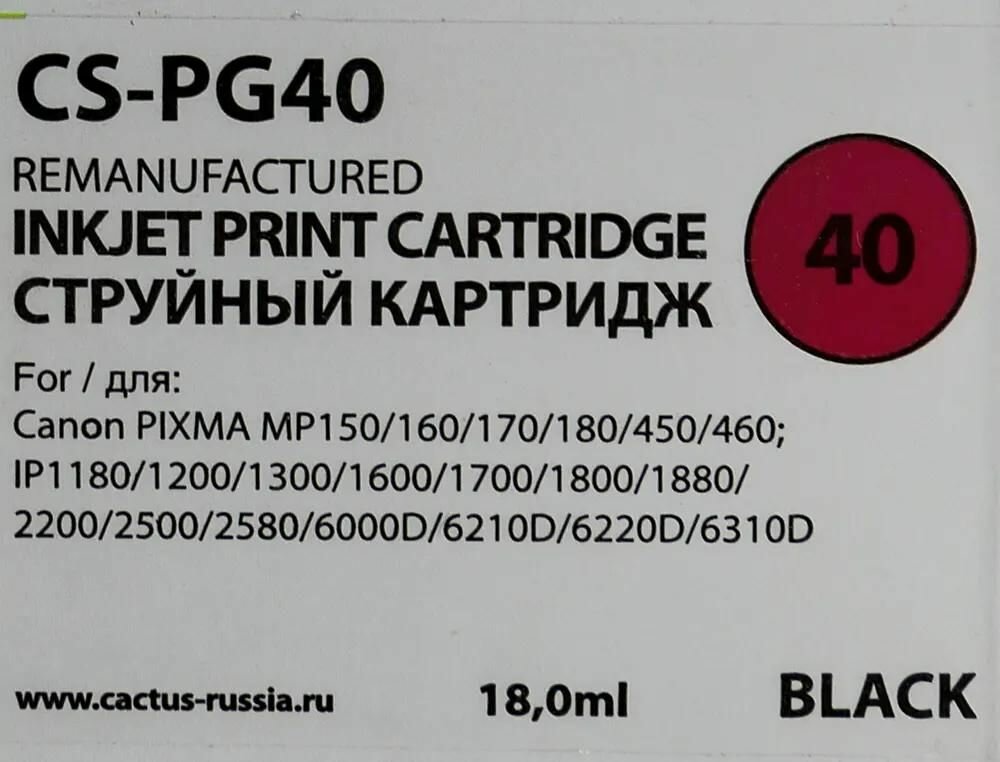 CS-PG40
REMANUFACTURED
INKJET PRINT CARTRIDGE
СТРУЙНЫЙ КАРТРИДЖ
40
For / для:
Canon PIXMA MP150/160/170/180/450/460;
IP1180/1200/1300/1600/1700/1800/1880/
2200/2500/2580/6000D/6210D/6220D/6310D
www.cactus-russia.ru 18,0ml BLACK